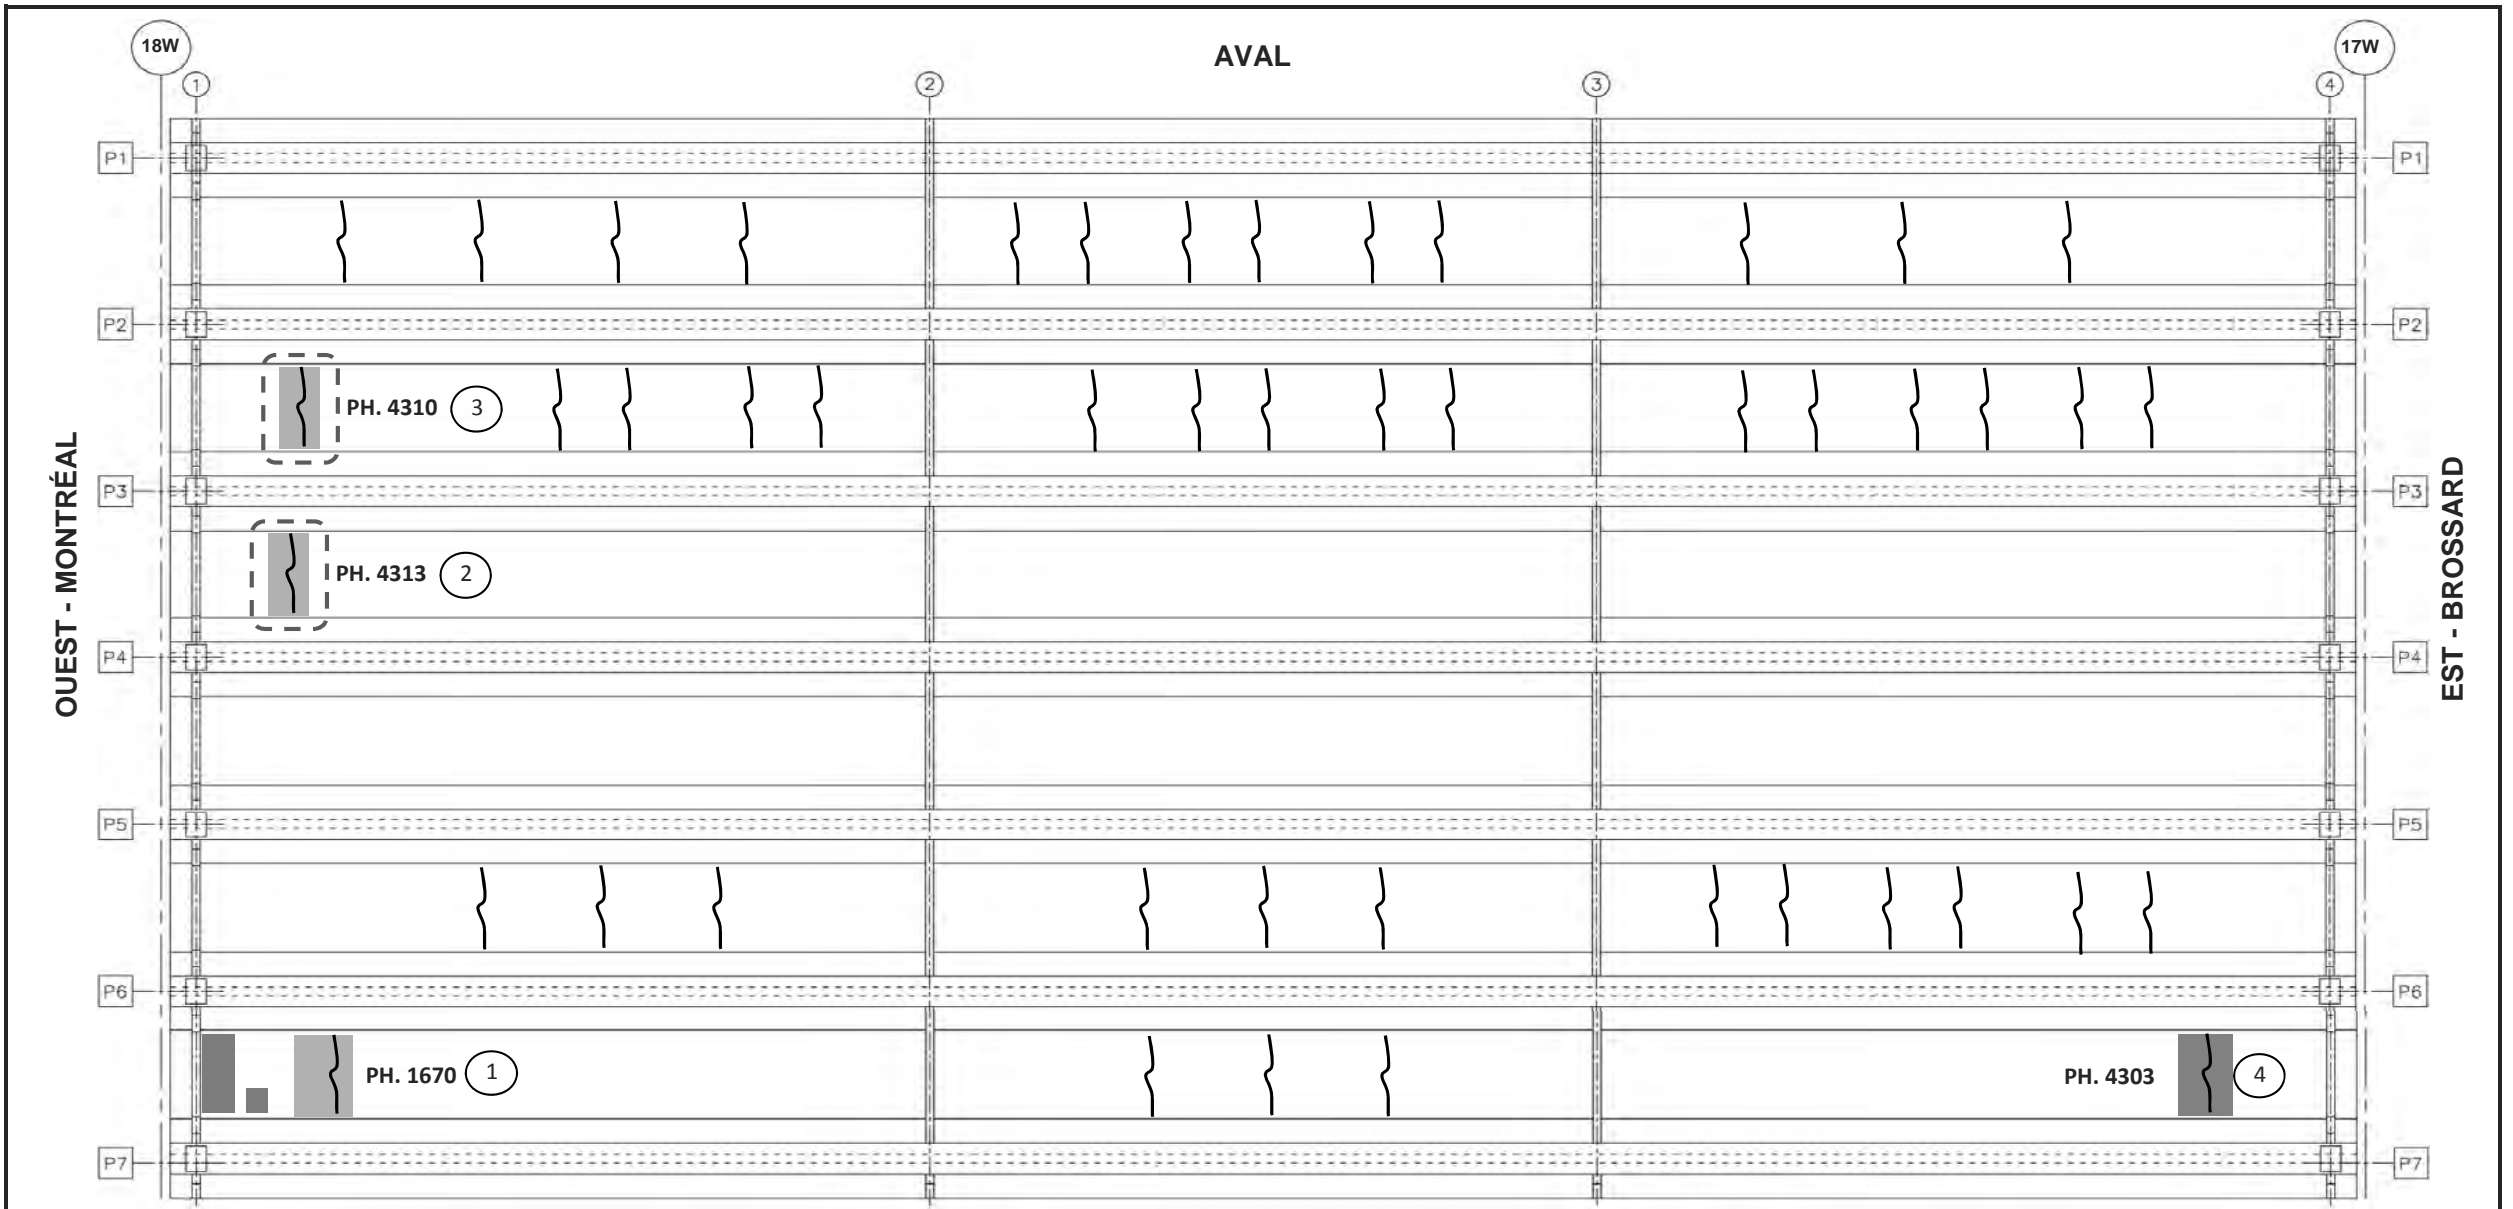 18W
AVAL
17W
1
2
3
4
P1
P1
P2
P2
PH. 4310
3
OUEST - MONTRÉAL
EST - BROSSARD
P3
P3
PH. 4313
2
P4
P4
P5
P5
P6
P6
PH. 1670
1
PH. 4303
4
P7
P7